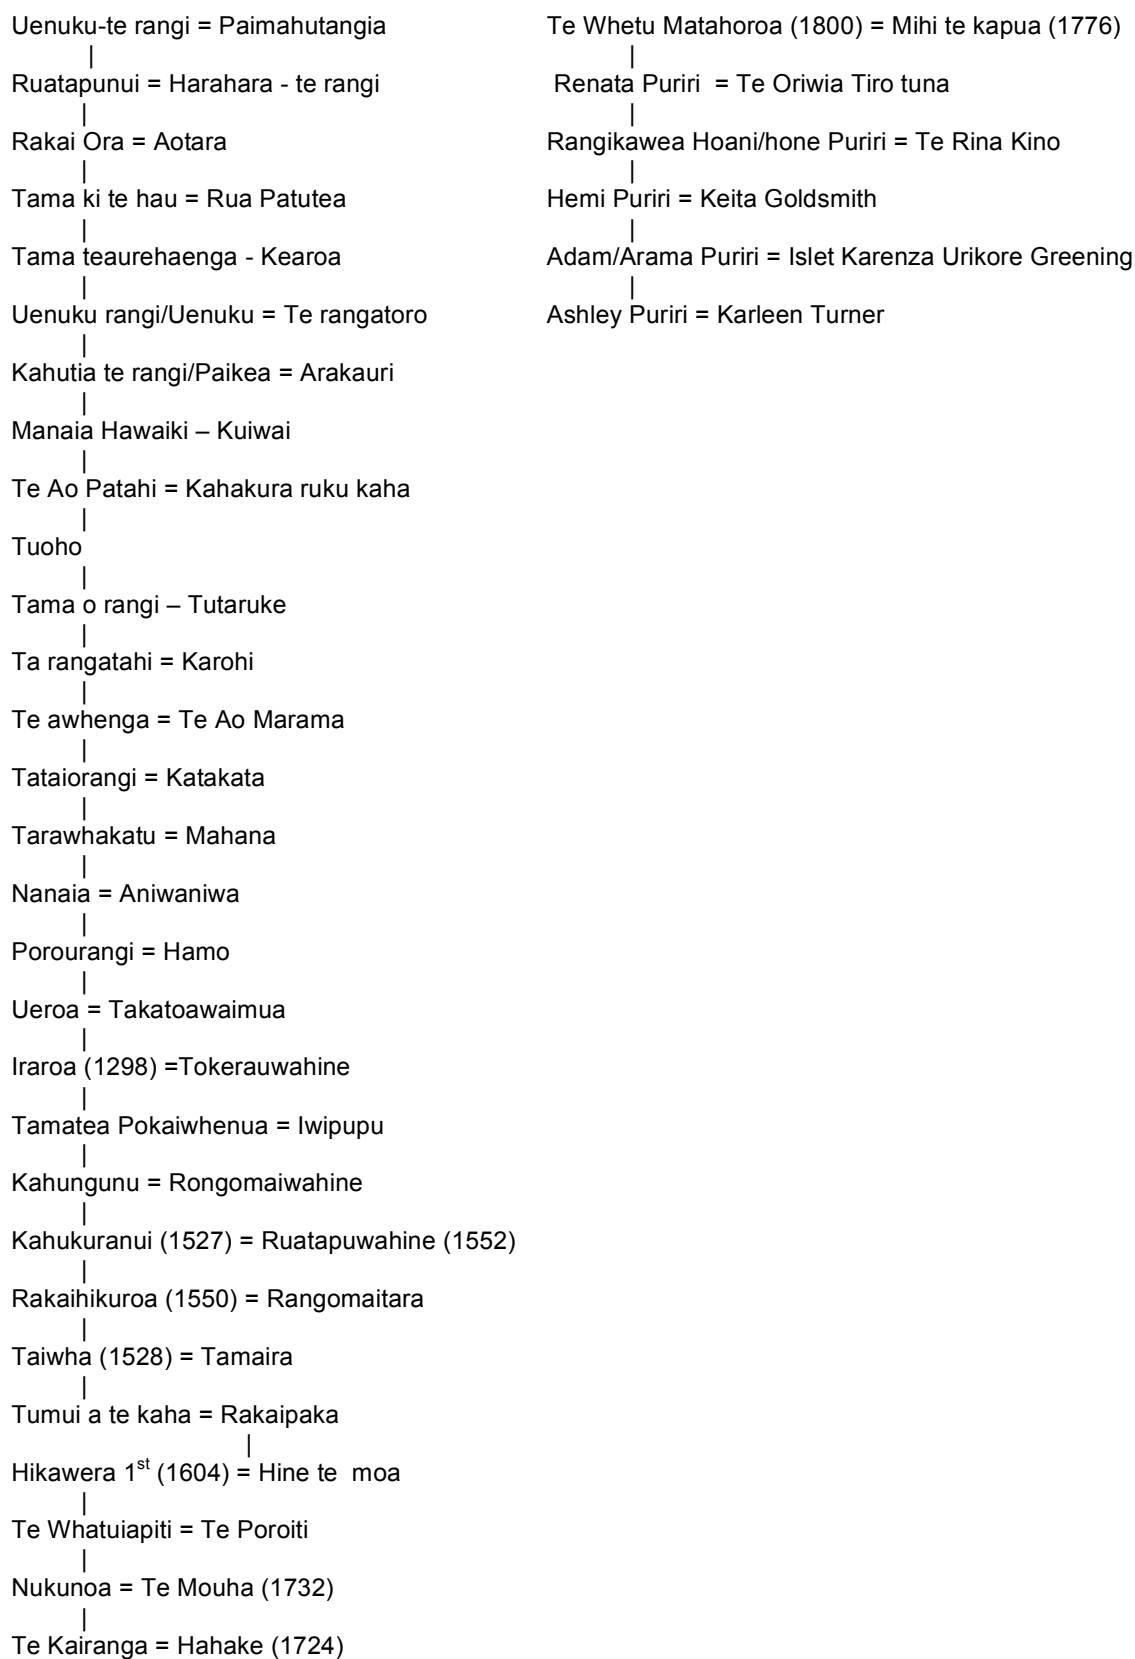 Uenuku-te rangi = Paimahutangia
|
Ruatapunui = Harahara - te rangi
|
Rakai Ora = Aotara
|
Tama ki te hau = Rua Patutea
|
Tama teaurehaenga - Kearoa
|
Uenuku rangi/Uenuku = Te rangatoro
|
Kahutia te rangi/Paikea = Arakauri
|
Manaia Hawaiki – Kuiwai
|
Te Ao Patahi = Kahakura ruku kaha
|
Tuoho
|
Tama o rangi – Tutaruke
|
Ta rangatahi = Karohi
|
Te awhenga = Te Ao Marama
|
Tataiorangi = Katakata
|
Tarawhakatu = Mahana
|
Nanaia = Aniwaniwa
|
Porourangi = Hamo
|
Ueroa = Takatoawaimua
|
Iraroa (1298) =Tokerauwahine
|
Tamatea Pokaiwhenua = Iwipupu
|
Kahungunu = Rongomaiwahine
|
Kahukuranui (1527) = Ruatapuwahine (1552)
|
Rakaihikuroa (1550) = Rangomaitara
|
Taiwha (1528) = Tamaira
|
Tumui a te kaha = Rakaipaka
|
Hikawera 1st (1604) = Hine te moa
|
Te Whatuiapiti = Te Poroiti
|
Nukunoa = Te Mouha (1732)
|
Te Kairanga = Hahake (1724)
Te Whetu Matahoroa (1800) = Mihi te kapua (1776)
|
Renata Puriri = Te Oriwia Tiro tuna
|
Rangikawea Hoani/hone Puriri = Te Rina Kino
|
Hemi Puriri = Keita Goldsmith
|
Adam/Arama Puriri = Islet Karenza Urikore Greening
|
Ashley Puriri = Karleen Turner